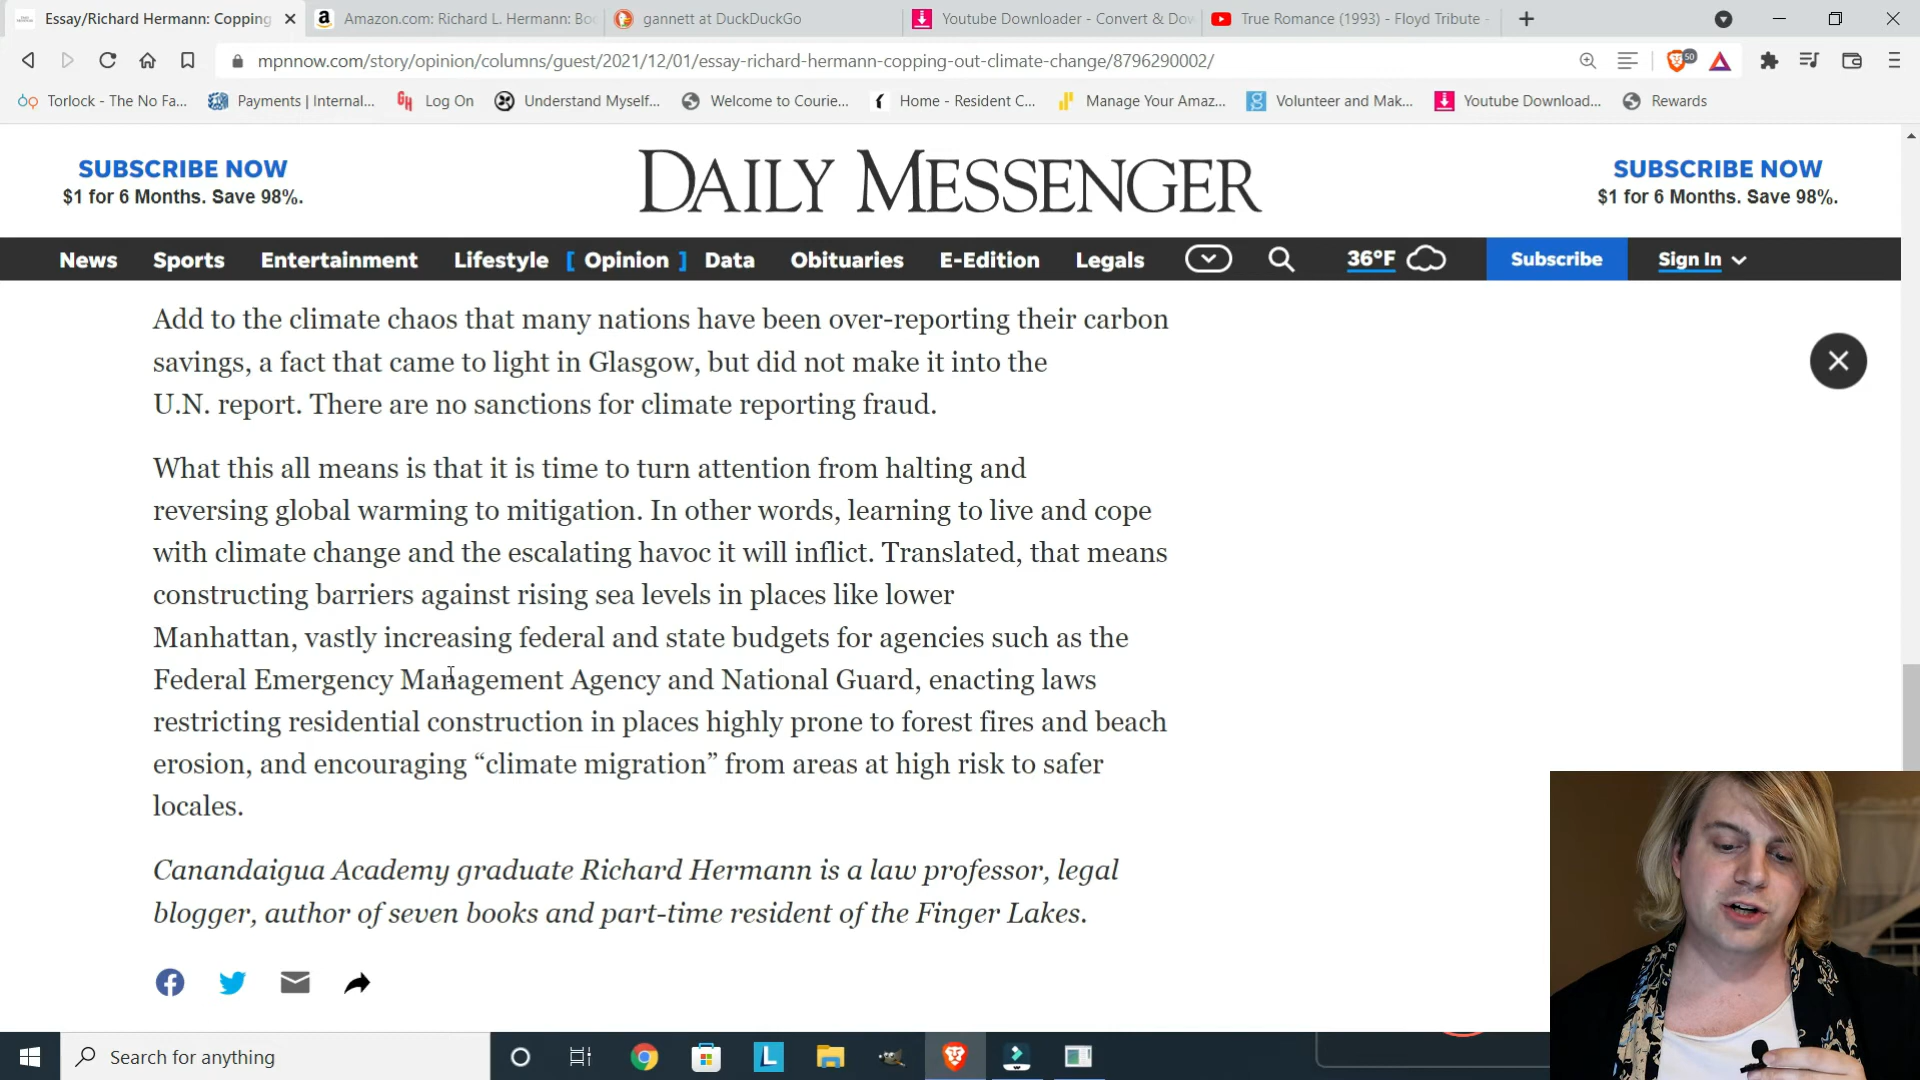 Essay/Richard Hermann: Copping
Amazon.com: Richard L. Hermann: Boo
gannett at DuckDuckGo
Youtube Downloader - Convert & Dow
True Romance (1993) - Floyd Tribute -
mpnnow.com/story/opinion/columns/guest/2021/12/01/essay-richard-hermann-copping-out-climate-change/8796290002/
50
Torlock - The No Fa...
Payments | Internal...
Log On
Understand Myself...
Welcome to Courie...
Home - Resident C...
Manage Your Amaz...
Volunteer and Mak...
Youtube Download...
Rewards
SUBSCRIBE NOW
$1 for 6 Months. Save 98%.
DAILY MESSENGER
SUBSCRIBE NOW
$1 for 6 Months. Save 98%.
News Sports Entertainment Lifestyle [ Opinion ] Data Obituaries E-Edition Legals 36°F Subscribe Sign In
Add to the climate chaos that many nations have been over-reporting their carbon
savings, a fact that came to light in Glasgow, but did not make it into the
U.N. report. There are no sanctions for climate reporting fraud.
What this all means is that it is time to turn attention from halting and
reversing global warming to mitigation. In other words, learning to live and cope
with climate change and the escalating havoc it will inflict. Translated, that means
constructing barriers against rising sea levels in places like lower
Manhattan, vastly increasing federal and state budgets for agencies such as the
Federal Emergency Management Agency and National Guard, enacting laws
restricting residential construction in places highly prone to forest fires and beach
erosion, and encouraging “climate migration” from areas at high risk to safer
locales.
Canandaigua Academy graduate Richard Hermann is a law professor, legal
blogger, author of seven books and part-time resident of the Finger Lakes.
Search for anything
L